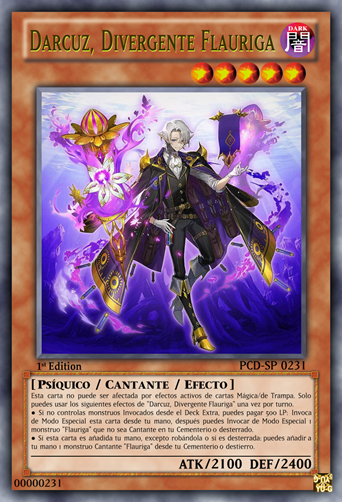 Darcuz, Divergente Flauriga
DARK
闇
1st Edition
PCD-SP 0231
[ Psíquico / Cantante / Efecto ]
Esta carta no puede ser afectada por efectos activos de cartas Mágica/de Trampa. Solo
puedes usar los siguientes efectos de "Darcuz, Divergente Flauriga" una vez por turno.
● Si no controlas monstruos Invocados desde el Deck Extra, puedes pagar 500 LP: Invoca
de Modo Especial esta carta desde tu mano, después puedes Invocar de Modo Especial 1
monstruo "Flauriga" que no sea Cantante en tu Cementerio o desterrado.
● Si esta carta es añadida tu mano, excepto robándola o si es desterrada: puedes añadir a
tu mano 1 monstruo Cantante "Flauriga" desde tu Cementerio o destierro.
ATK/2100 DEF/2400
00000231